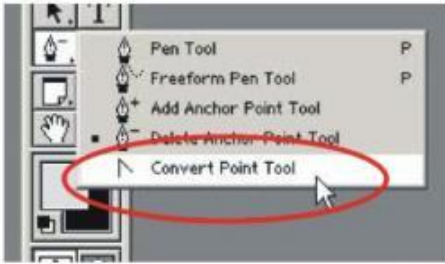 T
Pen Tool P
Freeform Pen Tool P
Add Anchor Point Tool
Delete Anchor Point Tool
Convert Point Tool